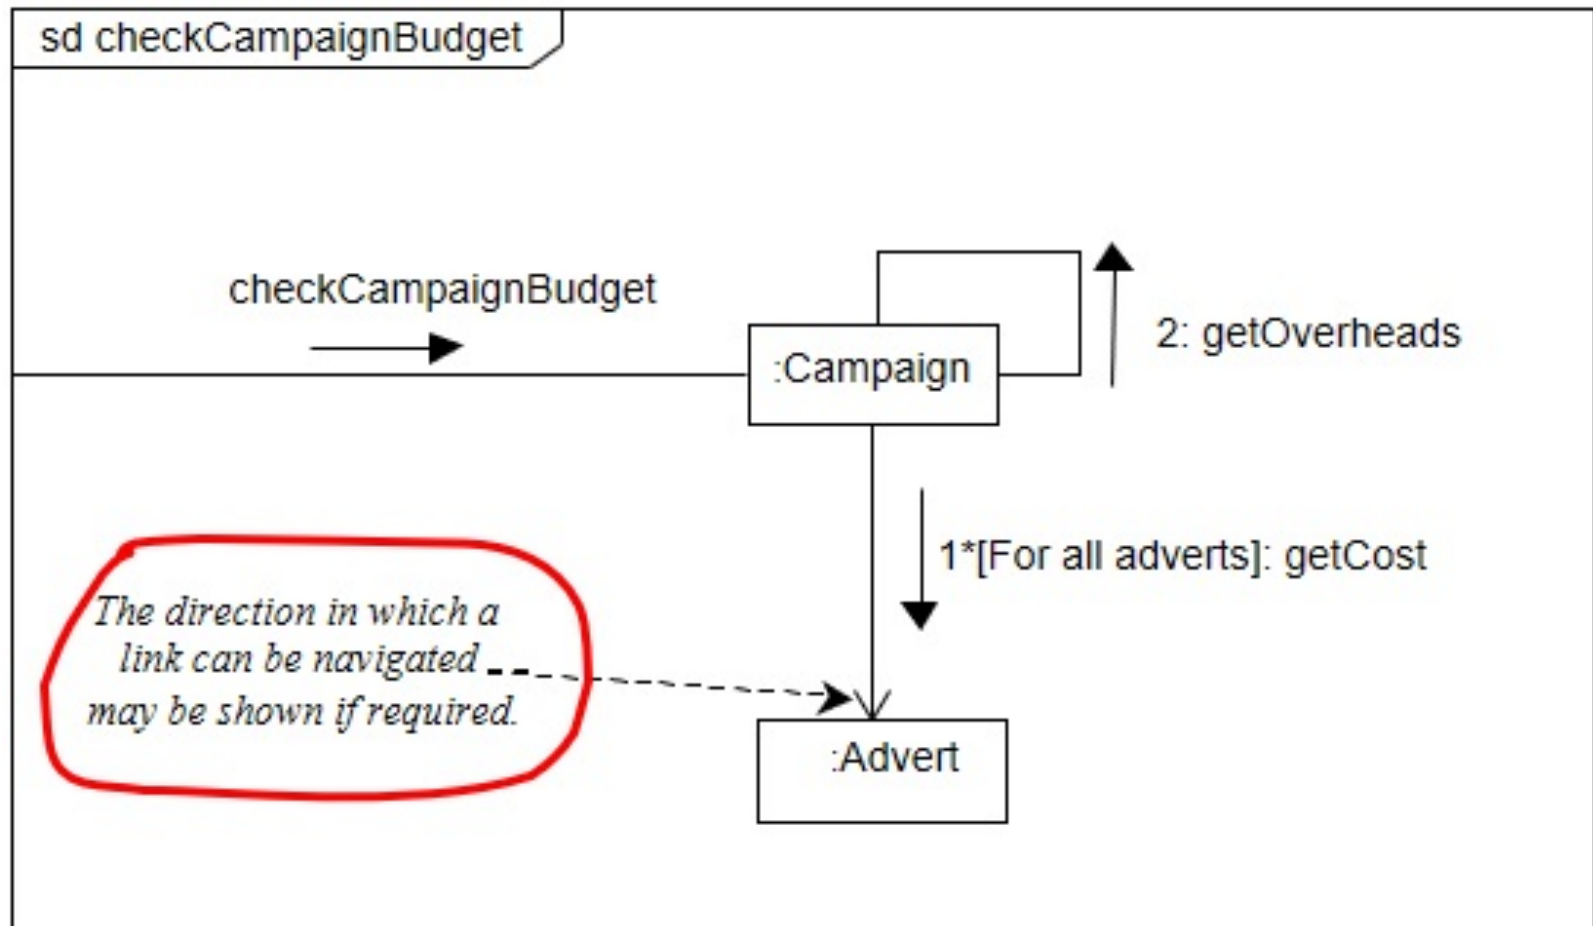 sd checkCampaignBudget
checkCampaignBudget
:Campaign
2: getOverheads
1*[For all adverts]: getCost
The direction in which a
link can be navigated
may be shown if required.
:Advert